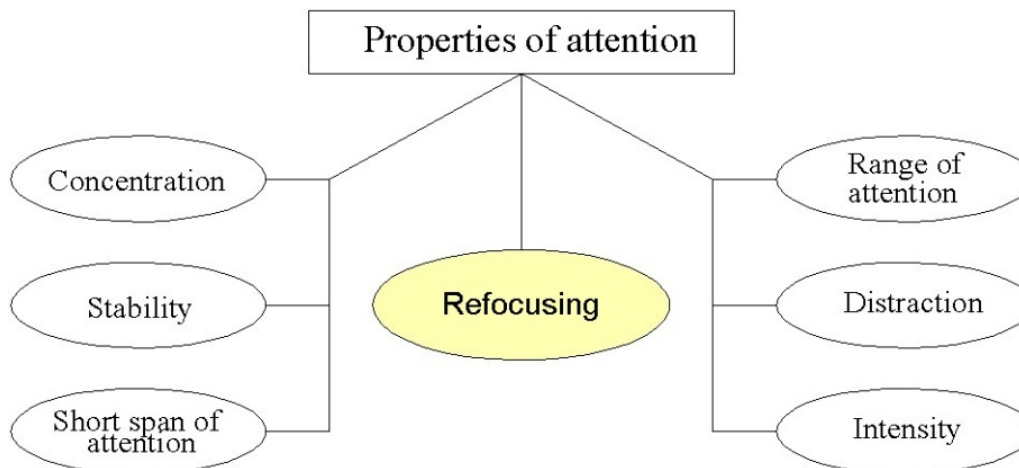 Properties of attention
Concentration
Stability
Short span of
attention
Refocusing
Range of
attention
Distraction
Intensity